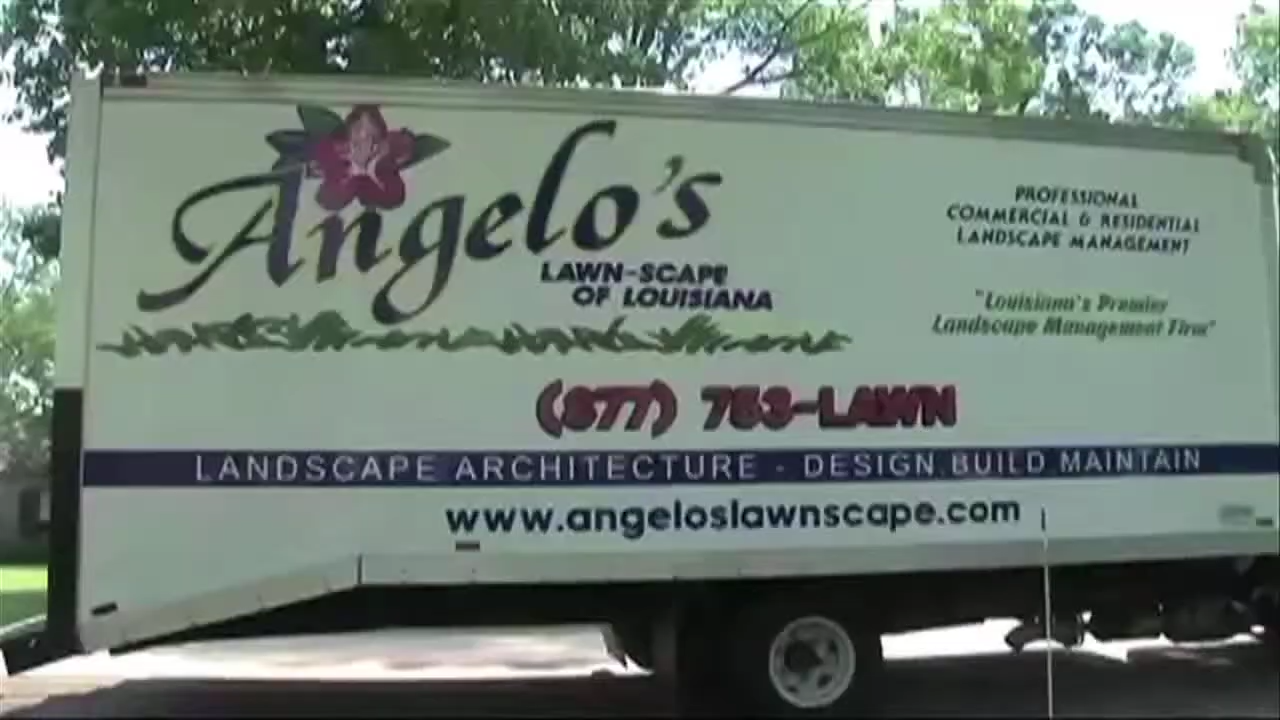 Angelo's
LAWN-SCAPE
OF LOUISIANA
PROFESSIONAL
COMMERCIAL & RESIDENTIAL
LANDSCAPE MANAGEMENT
"Louisiana's Premier
Landscape Management Firm"
(877) 753-LAWN
LANDSCAPE ARCHITECTURE - DESIGN.BUILD MAINTAIN
www.angeloslawnscape.com